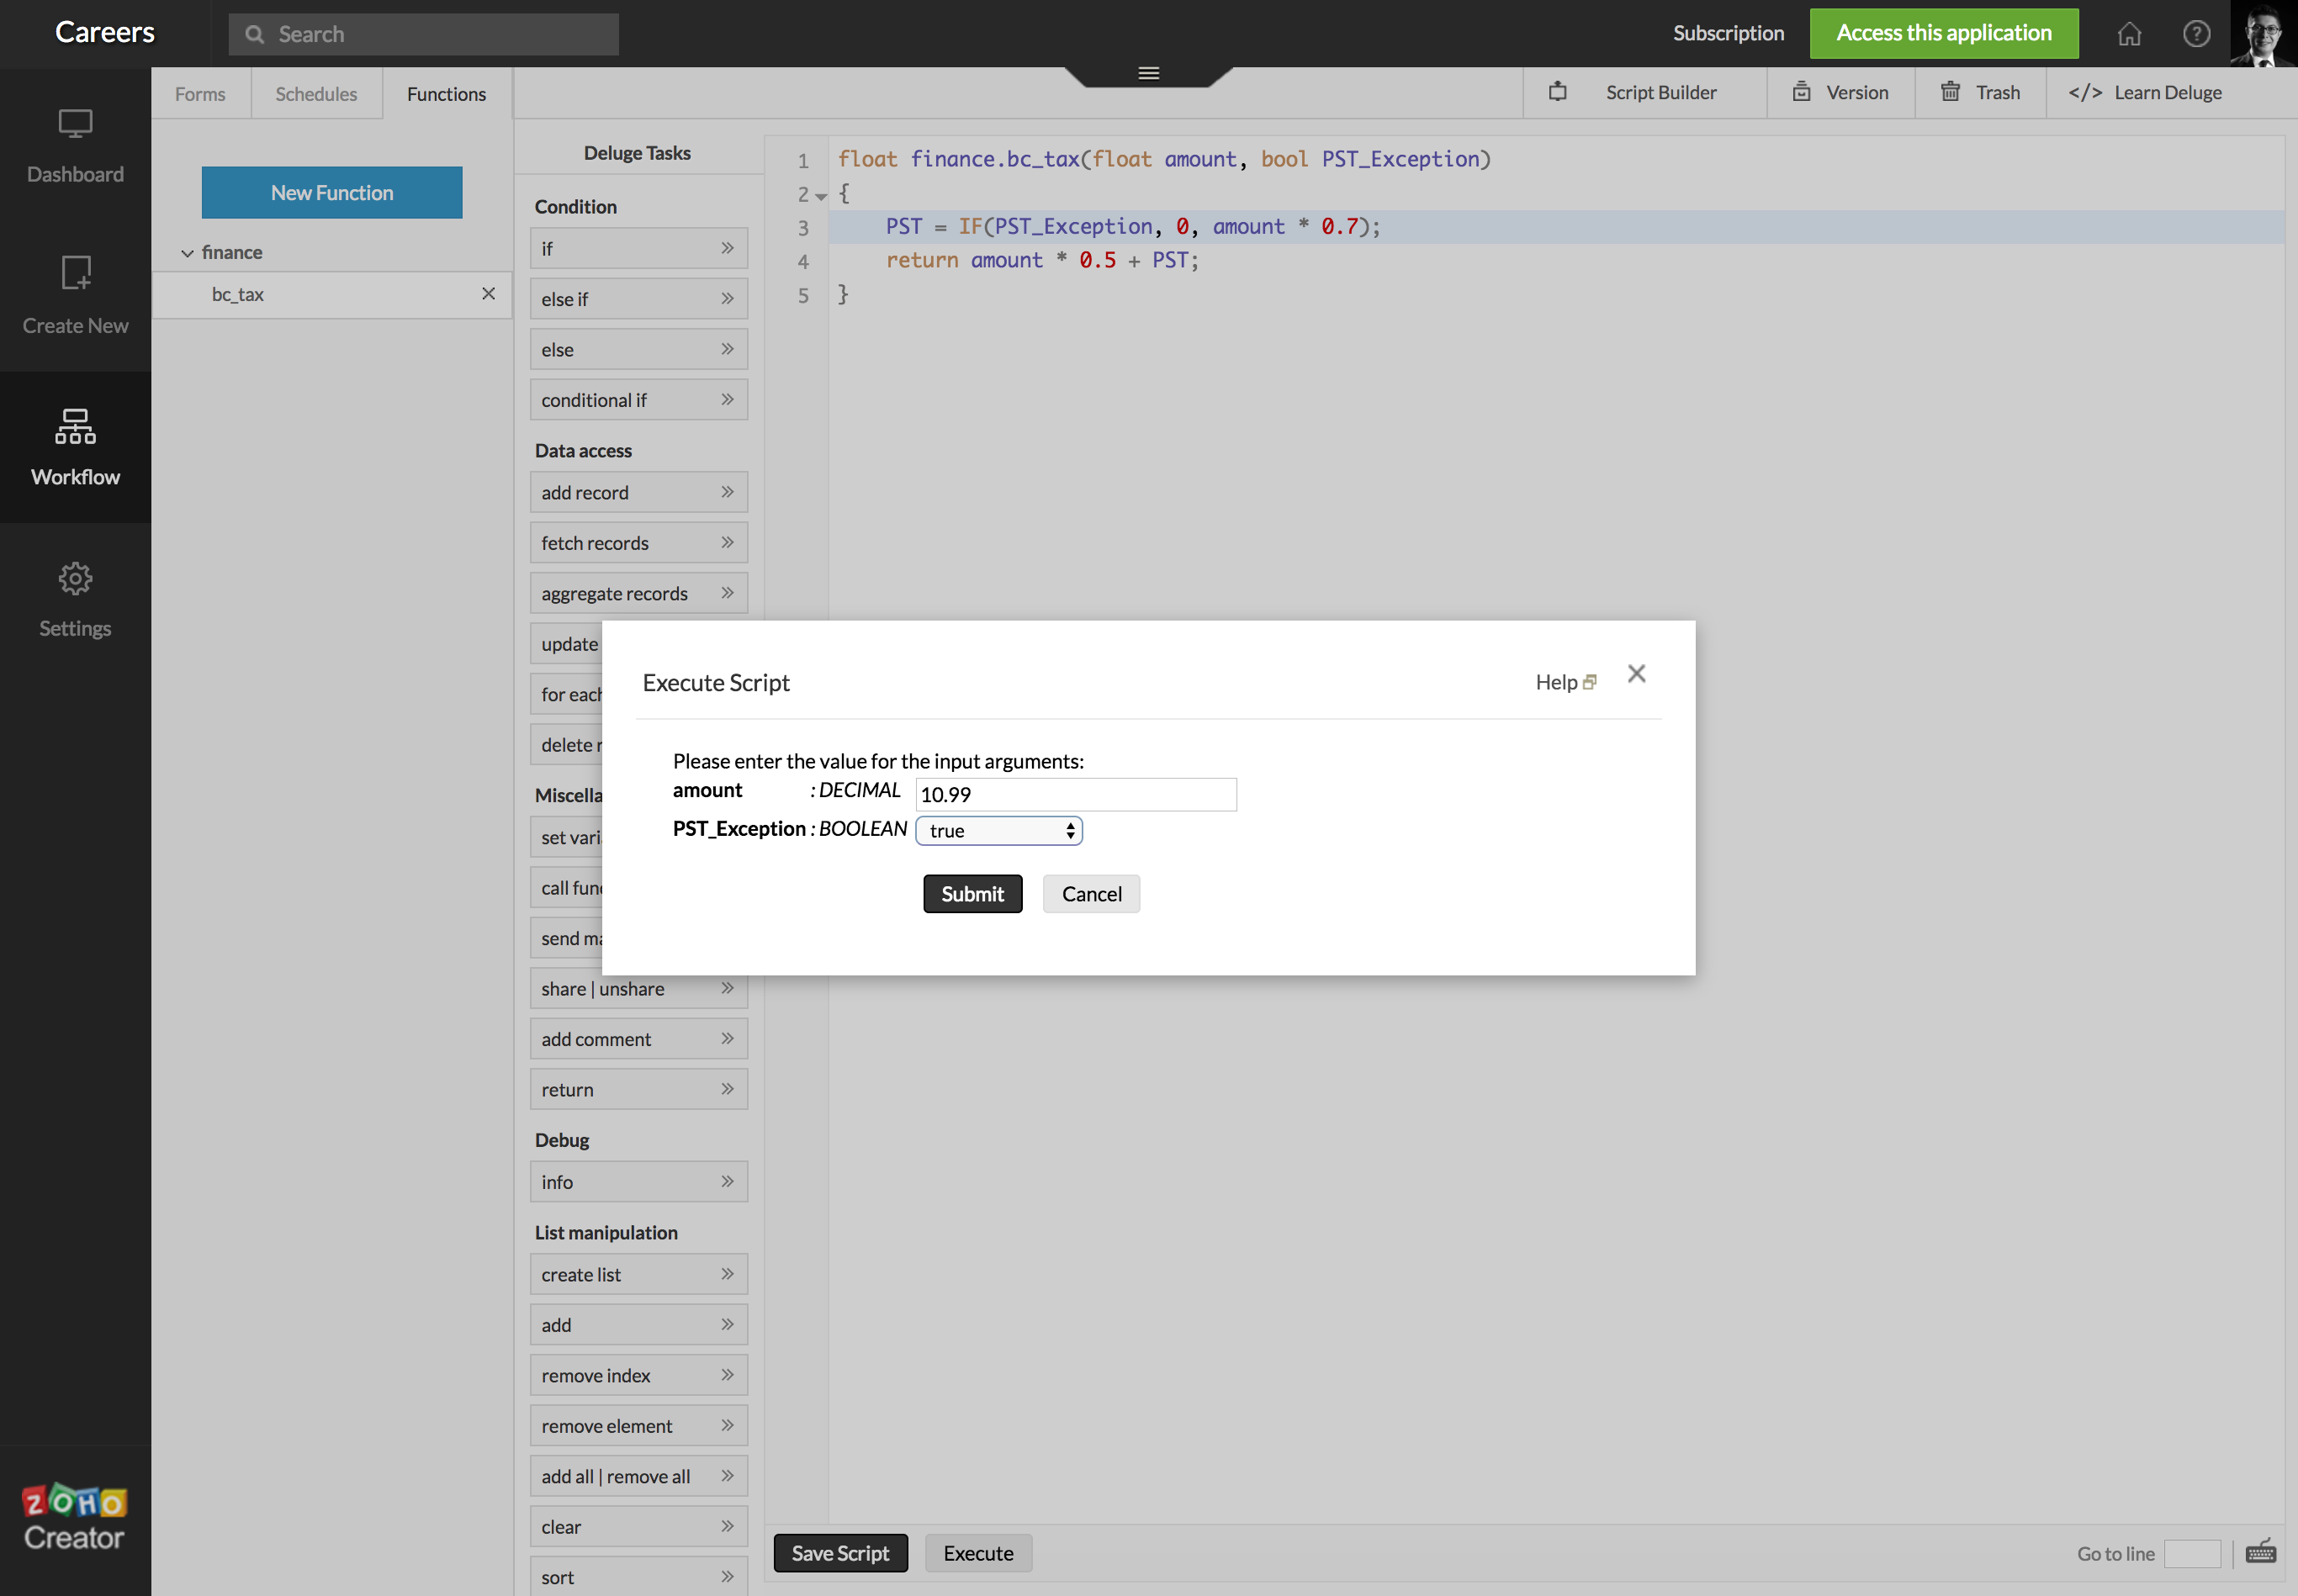 Careers
Search
Subscription
Access this application
Forms
Schedules
Functions
Script Builder
Version
Trash
</> Learn Deluge
Dashboard
Create New
Workflow
Settings
ZOHO
Creator
New Function
finance
bc_tax
Deluge Tasks
Condition
if
else if
else
conditional if
Data access
add record
fetch records
aggregate records
update
for each
delete r
Miscella
set vari
call fun
send ma
share | unshare
add comment
return
Debug
info
List manipulation
create list
add
remove index
remove element
add all | remove all
clear
sort
1 float finance.bc_tax(float amount, bool PST_Exception)
2 {
3 PST = IF(PST_Exception, 0, amount * 0.7);
4 return amount * 0.5 + PST;
5 }
Execute Script
Help
Please enter the value for the input arguments:
amount : DECIMAL 10.99
PST_Exception : BOOLEAN true
Submit
Cancel
Save Script
Execute
Go to line